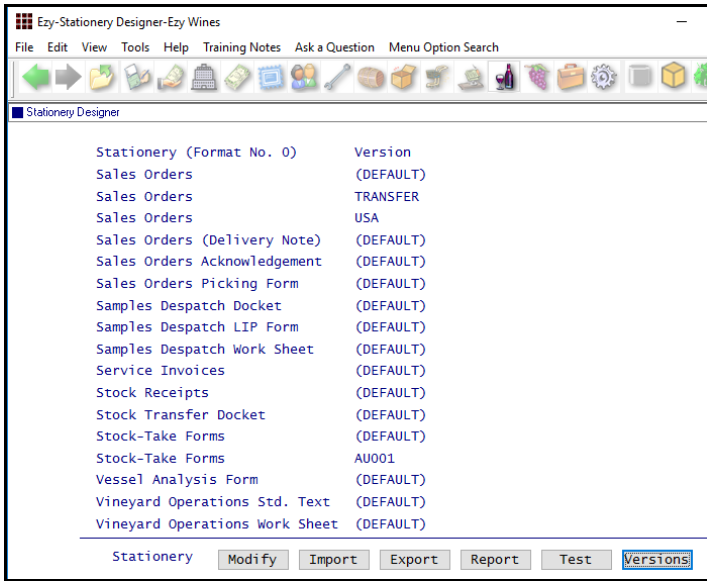 Ezy-Stationery Designer-Ezy Wines
File Edit View Tools Help Training Notes Ask a Question Menu Option Search
Stationery Designer
Stationery (Format No. 0) Version
Sales Orders (DEFAULT)
Sales Orders TRANSFER
Sales Orders USA
Sales Orders (Delivery Note) (DEFAULT)
Sales Orders Acknowledgement (DEFAULT)
Sales Orders Picking Form (DEFAULT)
Samples Despatch Docket (DEFAULT)
Samples Despatch LIP Form (DEFAULT)
Samples Despatch Work Sheet (DEFAULT)
Service Invoices (DEFAULT)
Stock Receipts (DEFAULT)
Stock Transfer Docket (DEFAULT)
Stock-Take Forms (DEFAULT)
Stock-Take Forms AU001
Vessel Analysis Form (DEFAULT)
Vineyard Operations Std. Text (DEFAULT)
Vineyard Operations Work Sheet (DEFAULT)
Stationery Modify Import Export Report Test Versions